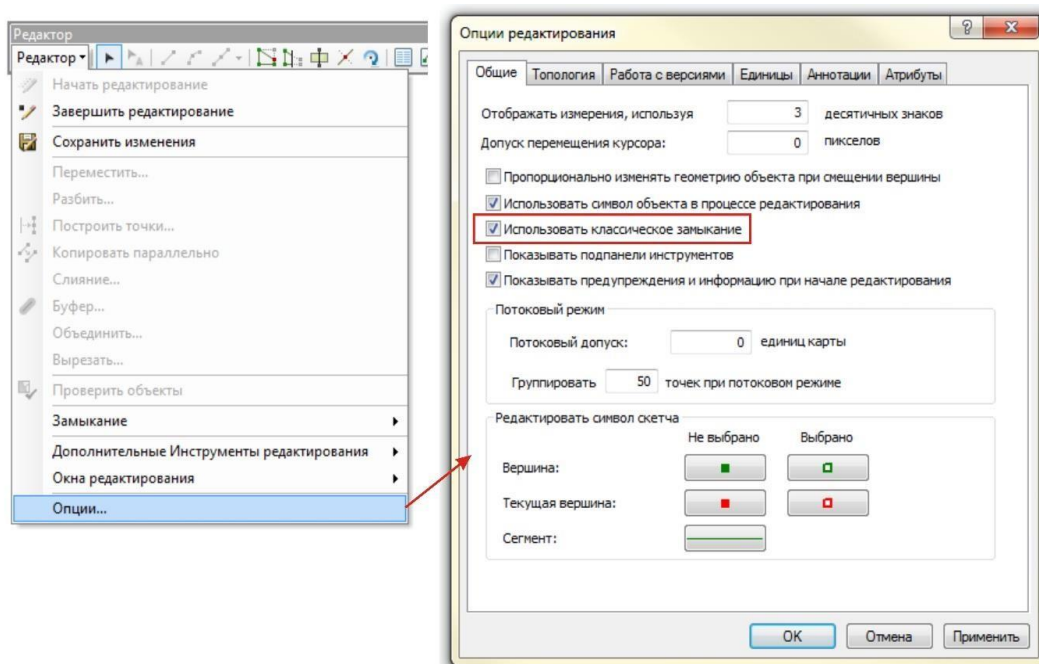 Редактор
Редактор
Начать редактирование
Завершить редактирование
Сохранить изменения
Переместить...
Разбить...
Построить точки...
Копировать параллельно
Слияние...
Буфер...
Объединить...
Вырезать...
Проверить объекты
Замыкание
Дополнительные Инструменты редактирования
Окна редактирования
Опции...
Опции редактирования
Общие Топология Работа с версиями Единицы Аннотации Атрибуты
Отображать измерения, используя 3 десятичных знаков
Допуск перемещения курсора: 0 пикселов
Пропорционально изменять геометрию объекта при смещении вершины
Использовать символ объекта в процессе редактирования
Использовать классическое замыкание
Показывать подпанели инструментов
Показывать предупреждения и информацию при начале редактирования
Потоковый режим
Потоковый допуск: 0 единиц карты
Группировать 50 точек при потоковом режиме
Редактировать символ скетча
Не выбрано Выбрано
Вершина:
Текущая вершина:
Сегмент:
OK Отмена Применить